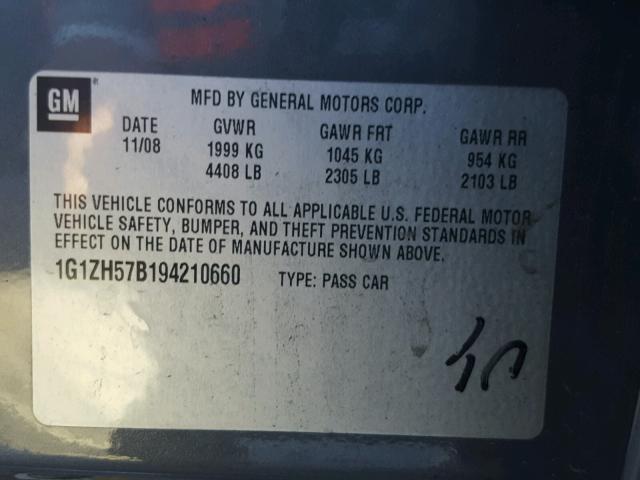 GM
MFD BY GENERAL MOTORS CORP.
DATE GVWR GAWR FRT GAWR RR
11/08 1999 KG 1045 KG 954 KG
4408 LB 2305 LB 2103 LB
THIS VEHICLE CONFORMS TO ALL APPLICABLE U.S. FEDERAL MOTOR
VEHICLE SAFETY, BUMPER, AND THEFT PREVENTION STANDARDS IN
EFFECT ON THE DATE OF MANUFACTURE SHOWN ABOVE.
1G1ZH57B194210660 TYPE: PASS CAR